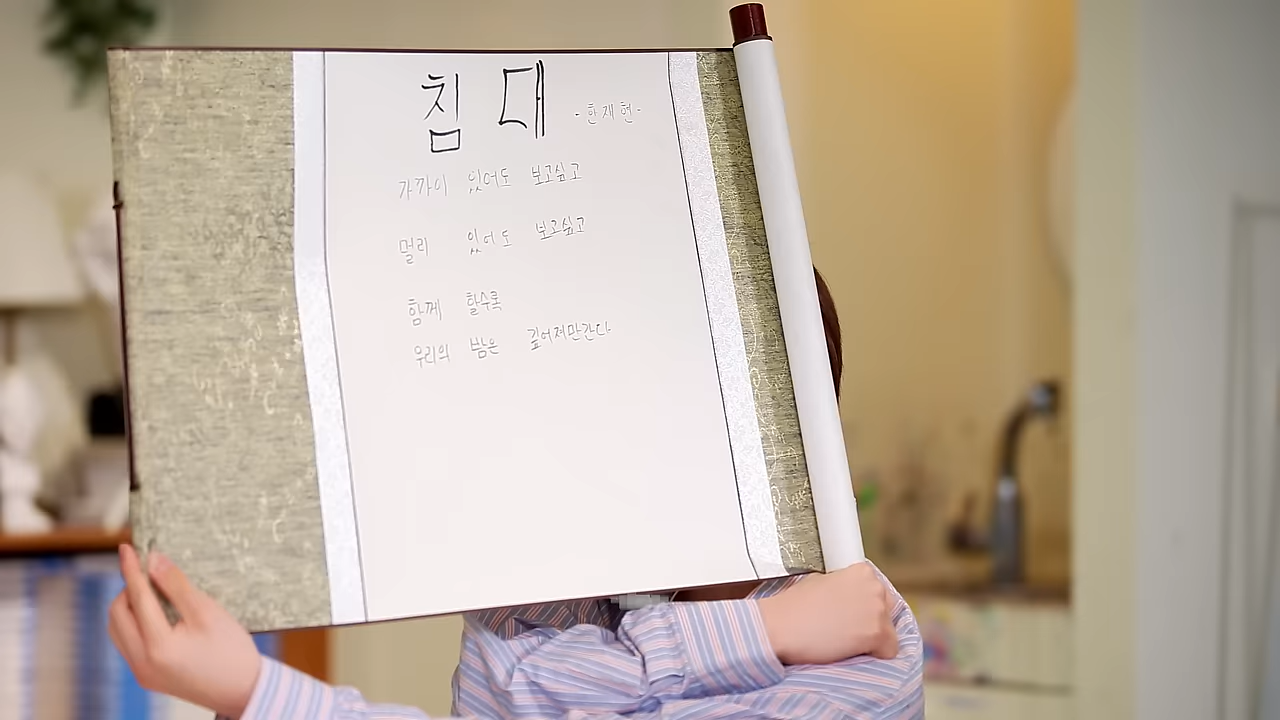 침대 -한재현-
가까이 있어도 보고싶고
멀리 있어도 보고싶고
함께 할수록
우리의 밤은 깊어져만간다.